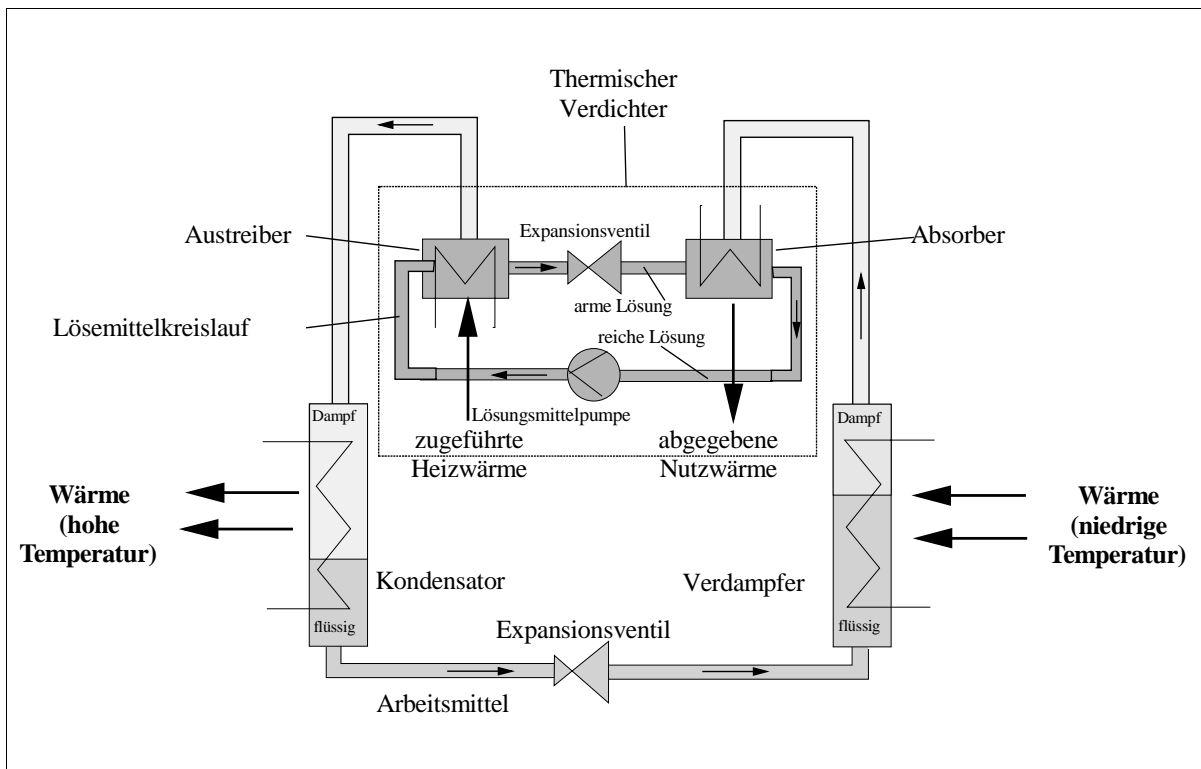 Thermischer
Verdichter
Austreiber
Expansionsventil
Absorber
arme Lösung
Lösemittelkreislauf
reiche Lösung
Lösungsmittelpumpe
zugeführte
Heizwärme
abgegebene
Nutzwärme
Dampf
Dampf
Wärme
(hohe
Temperatur)
Wärme
(niedrige
Temperatur)
Kondensator
Verdampfer
flüssig
flüssig
Expansionsventil
Arbeitsmittel